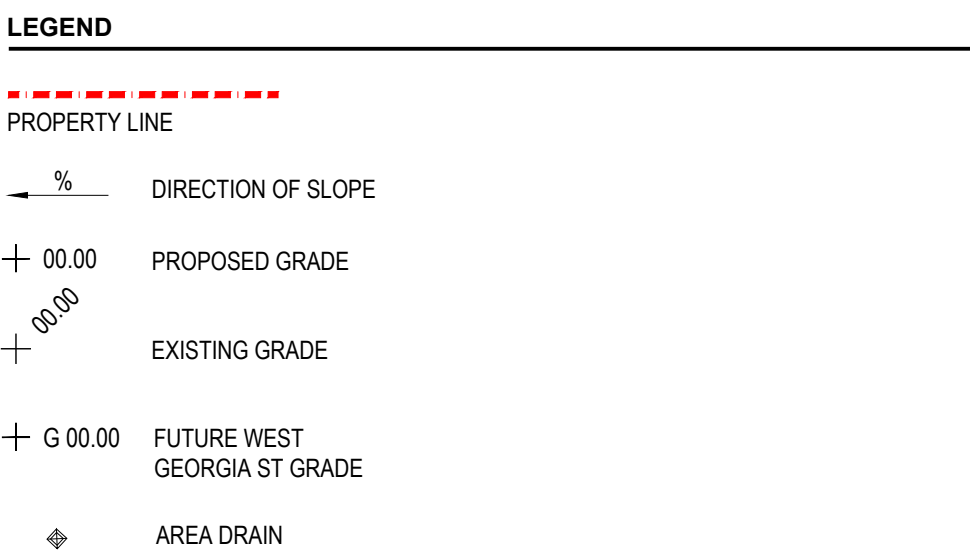 LEGEND
PROPERTY LINE
% DIRECTION OF SLOPE
00.00 PROPOSED GRADE
00.00
EXISTING GRADE
G 00.00 FUTURE WEST
GEORGIA ST GRADE
AREA DRAIN